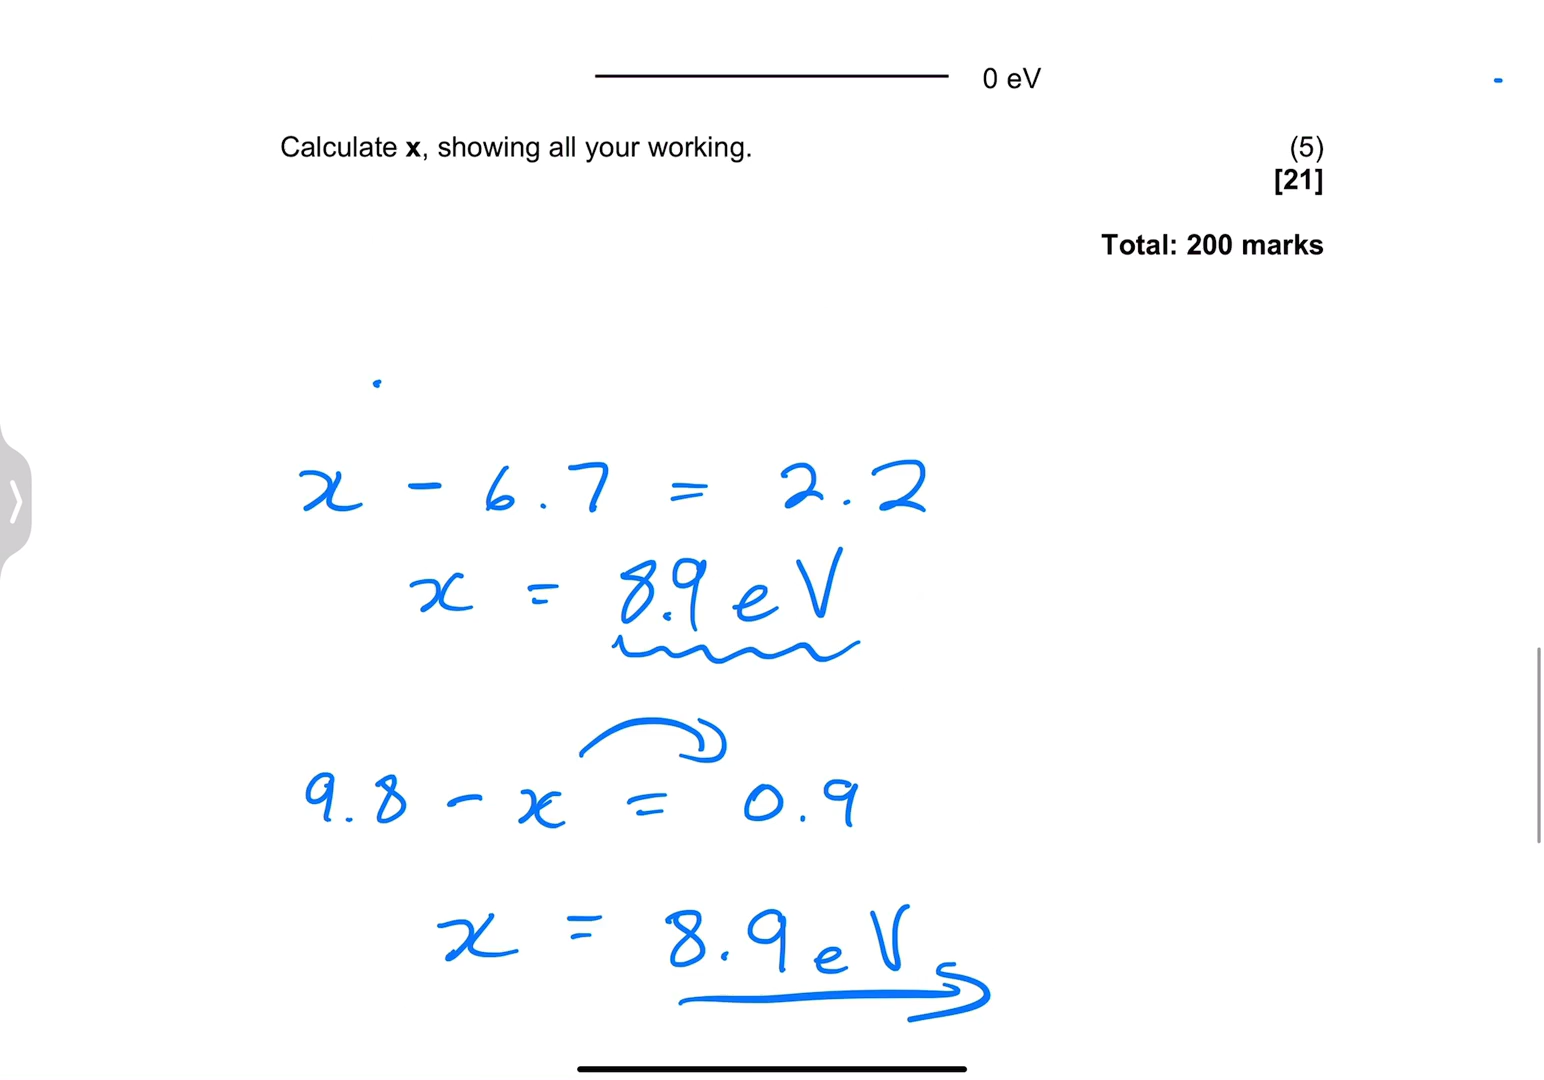 0 eV
Calculate x, showing all your working. (5)
[21]
Total: 200 marks
x - 6.7 = 2.2
x = 8.9 eV
9.8 - x = 0.9
x = 8.9 eV